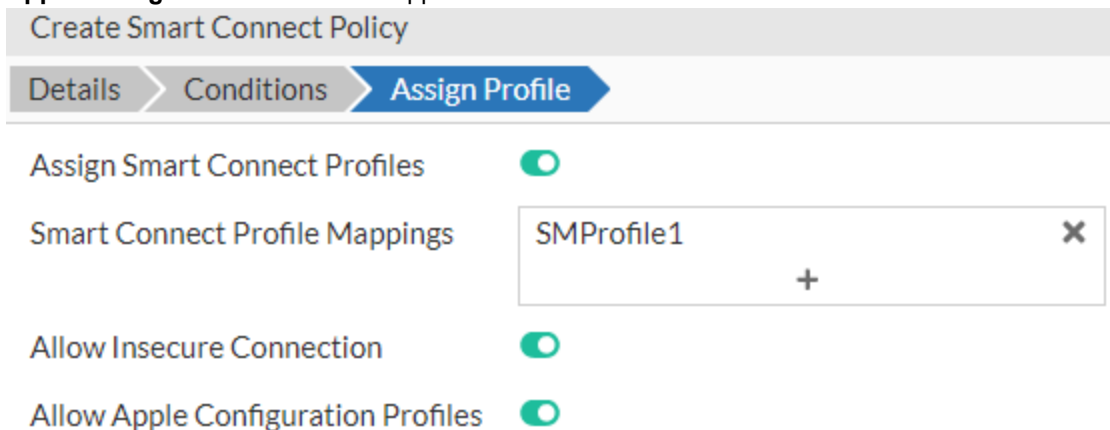 Create Smart Connect Policy
Details Conditions Assign Profile
Assign Smart Connect Profiles
Smart Connect Profile Mappings SMProfile1 ×
+
Allow Insecure Connection
Allow Apple Configuration Profiles